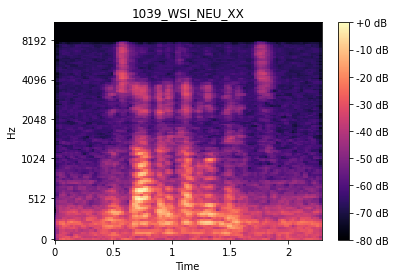 1039_WSI_NEU_XX
+0 dB
8192
-10 dB
4096
-20 dB
-30 dB
2048
Hz
-40 dB
1024
-50 dB
512
-60 dB
-70 dB
0
-80 dB
0 0.5 1 1.5 2
Time